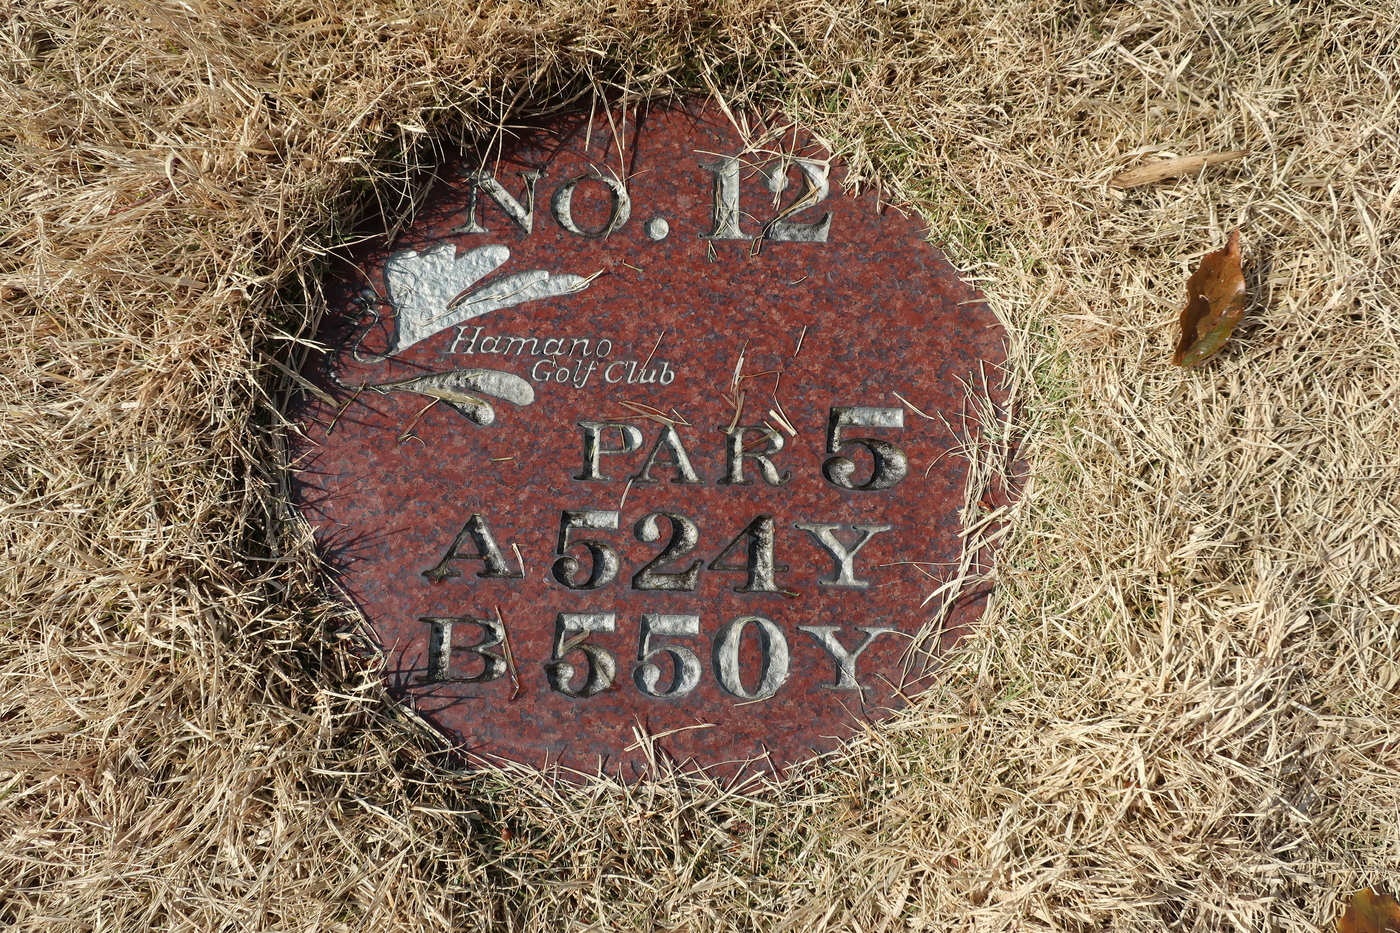 NO. 12
Hamano
Golf Club
PAR 5
A 524Y
B 550Y